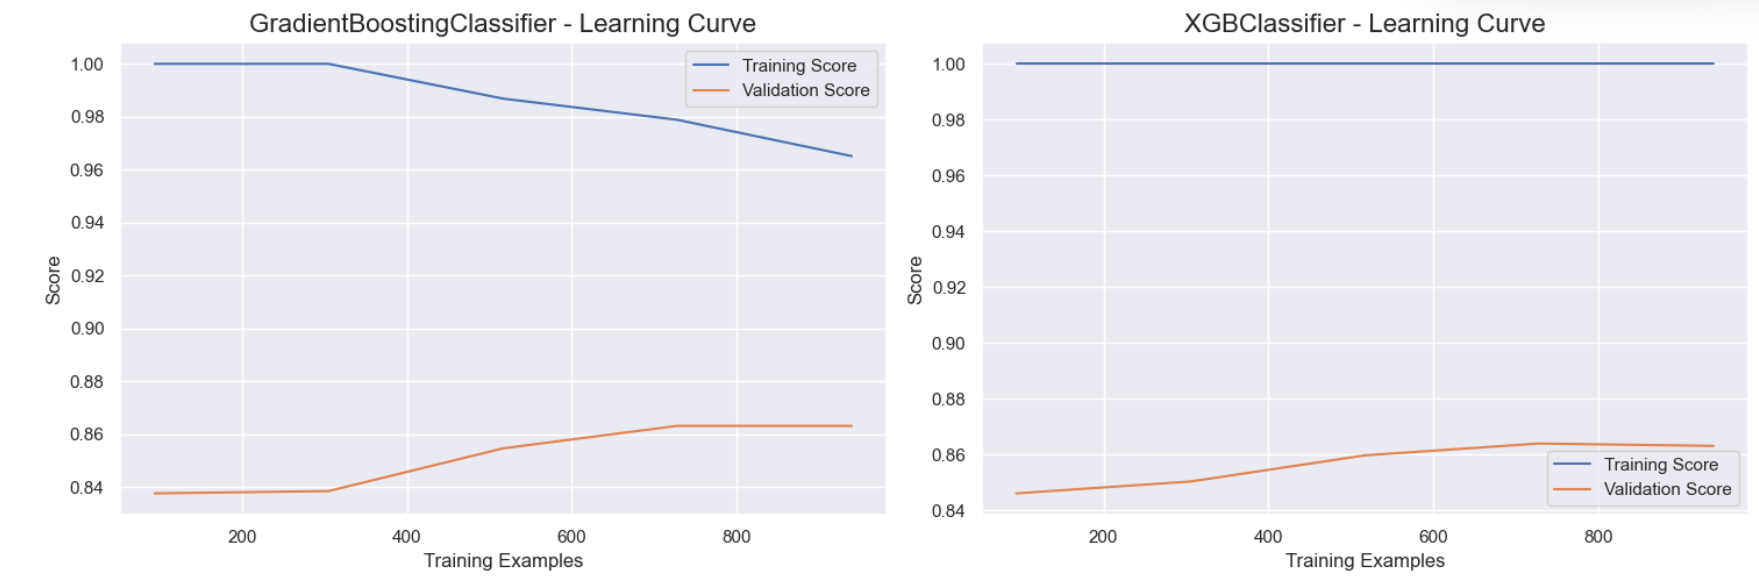 GradientBoostingClassifier - Learning Curve
1.00
0.98
0.96
0.94
0.92
0.90
0.88
0.86
0.84
Score
Training Score
Validation Score
200
400
600
800
Training Examples
XGBClassifier - Learning Curve
1.00
0.98
0.96
0.94
0.92
0.90
0.88
0.86
0.84
Score
Training Score
Validation Score
200
400
600
800
Training Examples